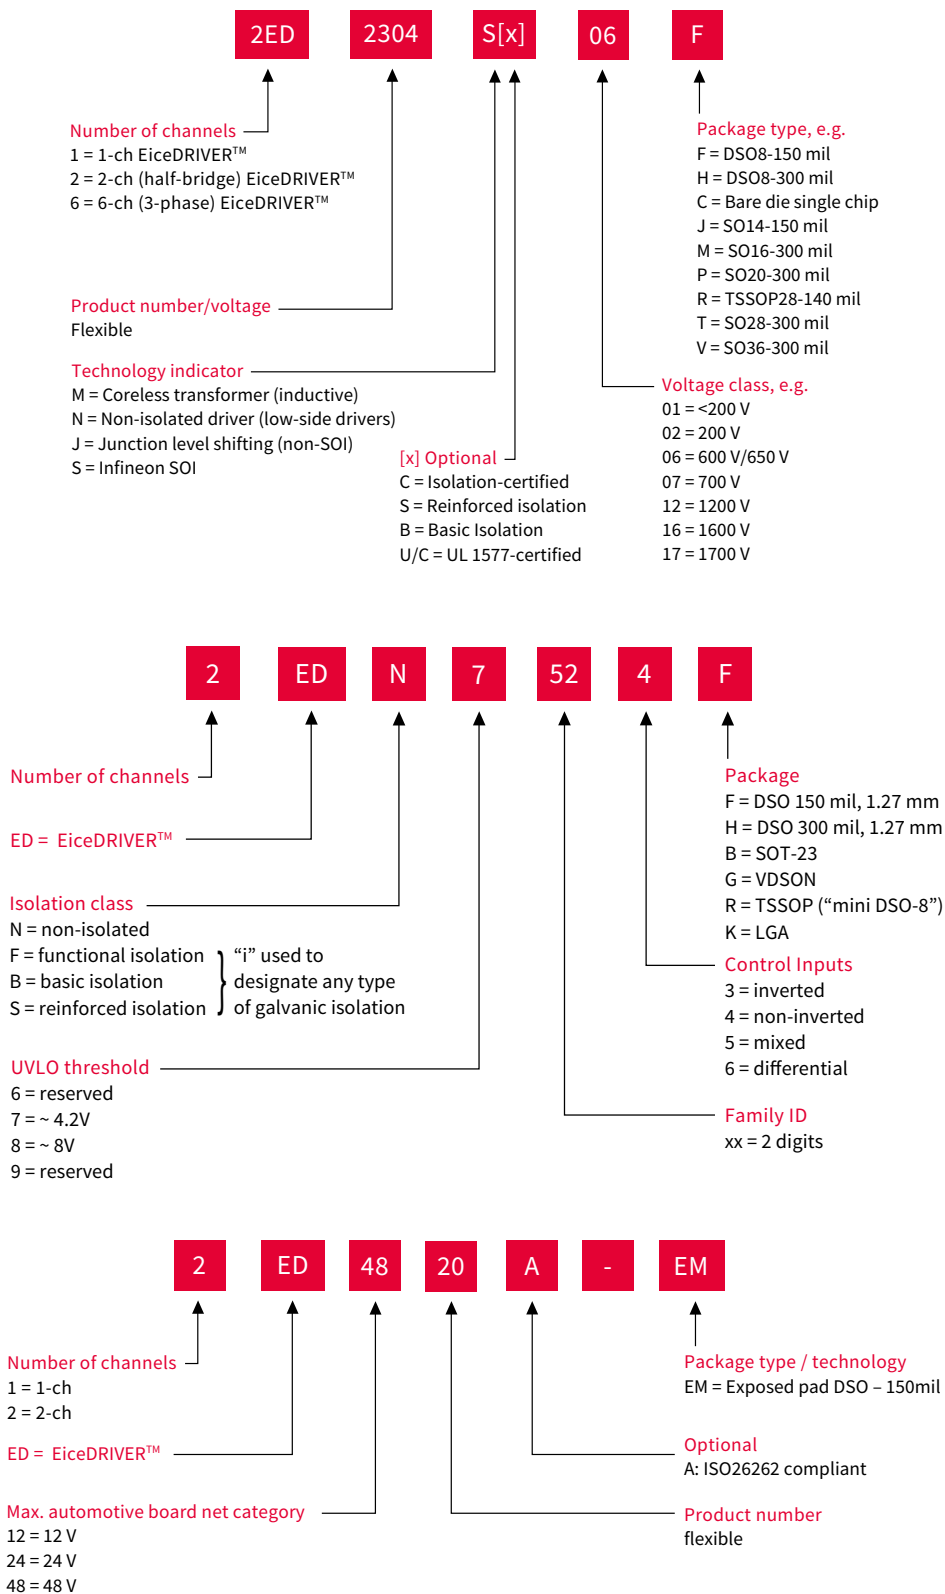 2ED 2304 S[x] 06 F
Number of channels
1 = 1-ch EiceDRIVER™
2 = 2-ch (half-bridge) EiceDRIVER™
6 = 6-ch (3-phase) EiceDRIVER™
Product number/voltage
Flexible
Technology indicator
M = Coreless transformer (inductive)
N = Non-isolated driver (low-side drivers)
J = Junction level shifting (non-SOI)
S = Infineon SOI
[x] Optional
C = Isolation-certified
S = Reinforced isolation
B = Basic Isolation
U/C = UL 1577-certified
Package type, e.g.
F = DSO8-150 mil
H = DSO8-300 mil
C = Bare die single chip
J = SO14-150 mil
M = SO16-300 mil
P = SO20-300 mil
R = TSSOP28-140 mil
T = SO28-300 mil
V = SO36-300 mil
Voltage class, e.g.
01 = <200 V
02 = 200 V
06 = 600 V/650 V
07 = 700 V
12 = 1200 V
16 = 1600 V
17 = 1700 V
2 ED N 7 52 4 F
Number of channels
ED = EiceDRIVER™
Isolation class
N = non-isolated
F = functional isolation
B = basic isolation
S = reinforced isolation
“i” used to
designate any type
of galvanic isolation
UVLO threshold
6 = reserved
7 = ~ 4.2V
8 = ~ 8V
9 = reserved
Package
F = DSO 150 mil, 1.27 mm
H = DSO 300 mil, 1.27 mm
B = SOT-23
G = VDSON
R = TSSOP (“mini DSO-8”)
K = LGA
Control Inputs
3 = inverted
4 = non-inverted
5 = mixed
6 = differential
Family ID
xx = 2 digits
2 ED 48 20 A - EM
Number of channels
1 = 1-ch
2 = 2-ch
ED = EiceDRIVER™
Max. automotive board net category
12 = 12 V
24 = 24 V
48 = 48 V
Package type / technology
EM = Exposed pad DSO – 150mil
Optional
A: ISO26262 compliant
Product number
flexible